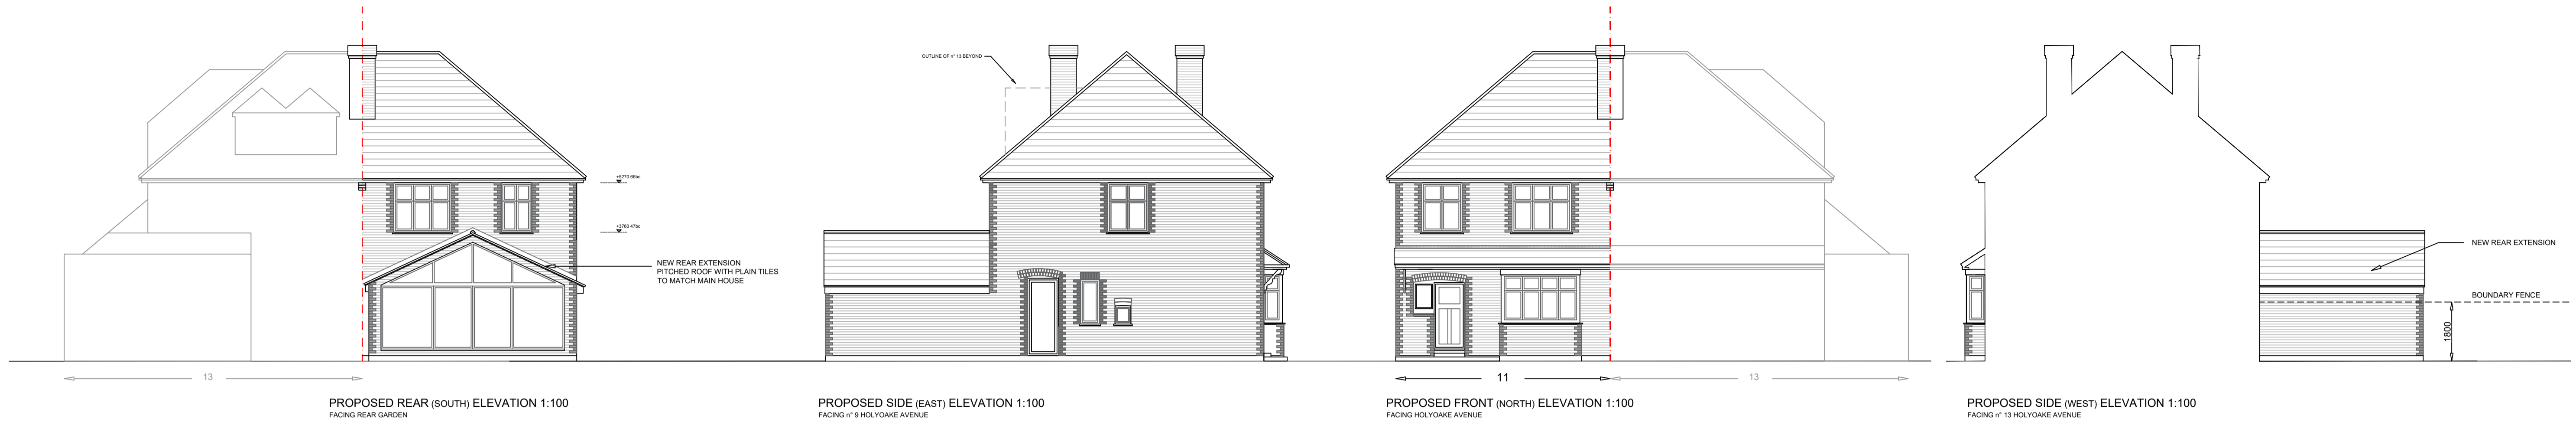 OUTLINE OF n° 13 BEYOND
+5270 66bc
+3760 47bc
NEW REAR EXTENSION
PITCHED ROOF WITH PLAIN TILES
TO MATCH MAIN HOUSE
NEW REAR EXTENSION
BOUNDARY FENCE
1800
13
11
13
PROPOSED REAR (SOUTH) ELEVATION 1:100
FACING REAR GARDEN
PROPOSED SIDE (EAST) ELEVATION 1:100
FACING n° 9 HOLYOAKE AVENUE
PROPOSED FRONT (NORTH) ELEVATION 1:100
FACING HOLYOAKE AVENUE
PROPOSED SIDE (WEST) ELEVATION 1:100
FACING n° 13 HOLYOAKE AVENUE